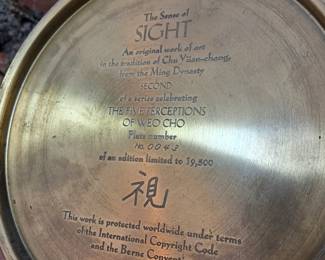 The Sense of
SIGHT
An original work of art
in the tradition of Chu Yuan-chang,
from the Ming Dynasty
SECOND
of a series celebrating
THE FIVE PERCEPTIONS
OF WEO CHO
Plate number
No. 0043
of an edition limited to 19,500
視
This work is protected worldwide under terms
of the International Copyright Code
and the Berne